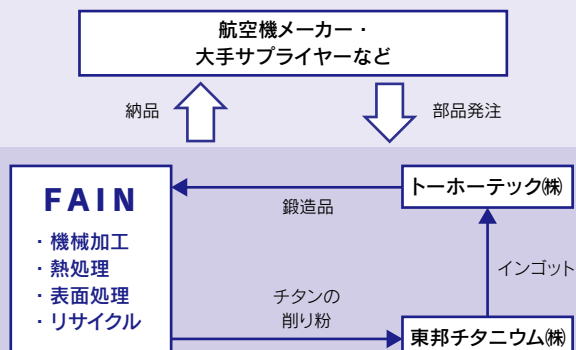 航空機メーカー・
大手サプライヤーなど
納品
部品発注
FAIN
・機械加工
・熱処理
・表面処理
・リサイクル
鍛造品
トーホーテック㈱
インゴット
チタンの
削り粉
東邦チタニウム㈱